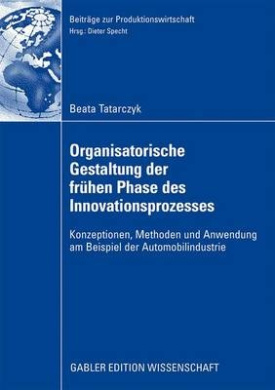 Beiträge zur Produktionswirtschaft
Hrsg.: Dieter Specht
Beata Tatarczyk
Organisatorische
Gestaltung der
frühen Phase des
Innovationsprozesses
Konzeptionen, Methoden und Anwendung
am Beispiel der Automobilindustrie
GABLER EDITION WISSENSCHAFT